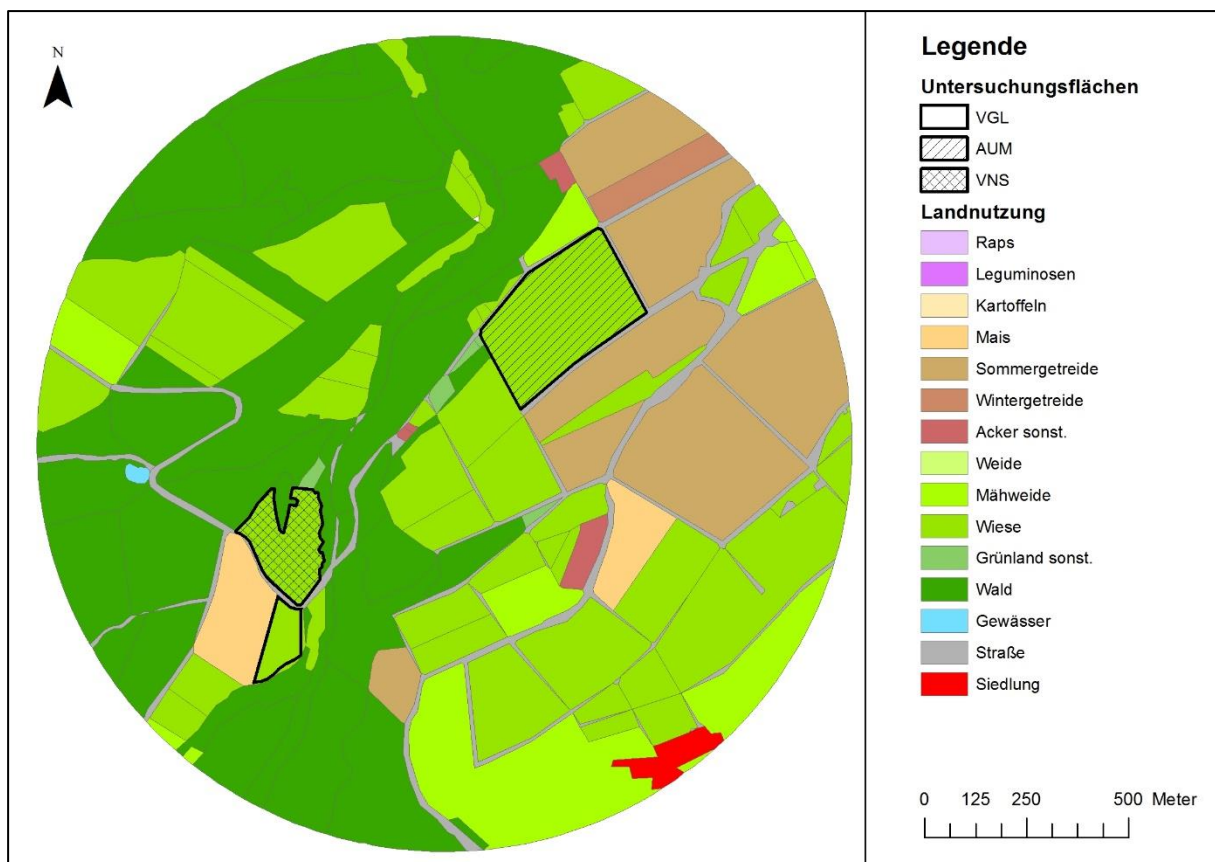 N
Legende
Untersuchungsflächen
VGL
AUM
VNS
Landnutzung
Raps
Leguminosen
Kartoffeln
Mais
Sommergetreide
Wintergetreide
Acker sonst.
Weide
Mähweide
Wiese
Grünland sonst.
Wald
Gewässer
Straße
Siedlung
0 125 250 500 Meter